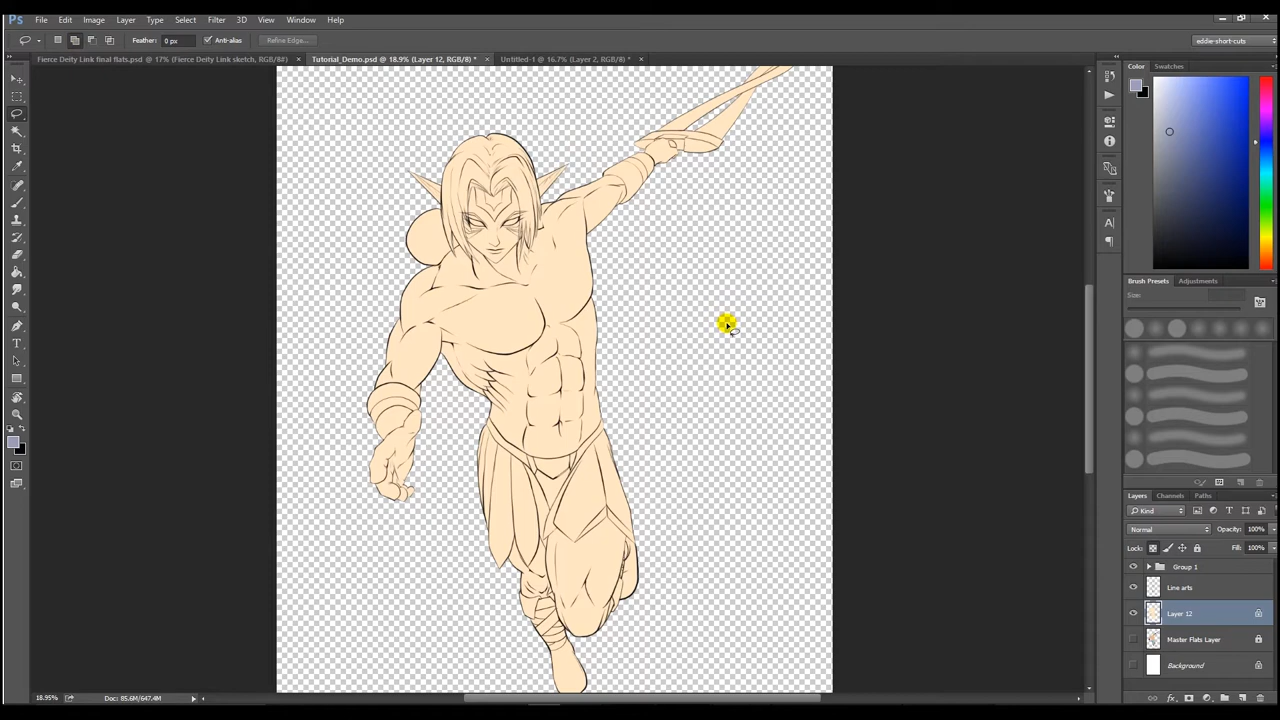 Ps File Edit Image Layer Type Select Filter 3D View Window Help
Feather: 0 px Anti-alias Refine Edge... eddie-short-cuts
Fierce Deity Link final flats.psd @ 17% (Fierce Deity Link sketch, RGB/8#) × Tutorial_Demo.psd @ 18.9% (Layer 12, RGB/8) * × Untitled-1 @ 16.7% (Layer 2, RGB/8) * ×
Color Swatches
Brush Presets Adjustments
Size:
Layers Channels Paths
Kind
Normal Opacity: 100%
Lock: Fill: 100%
Group 1
Line arts
Layer 12
Master Flats Layer
Background
18.95% Doc: 85.6M/647.4M